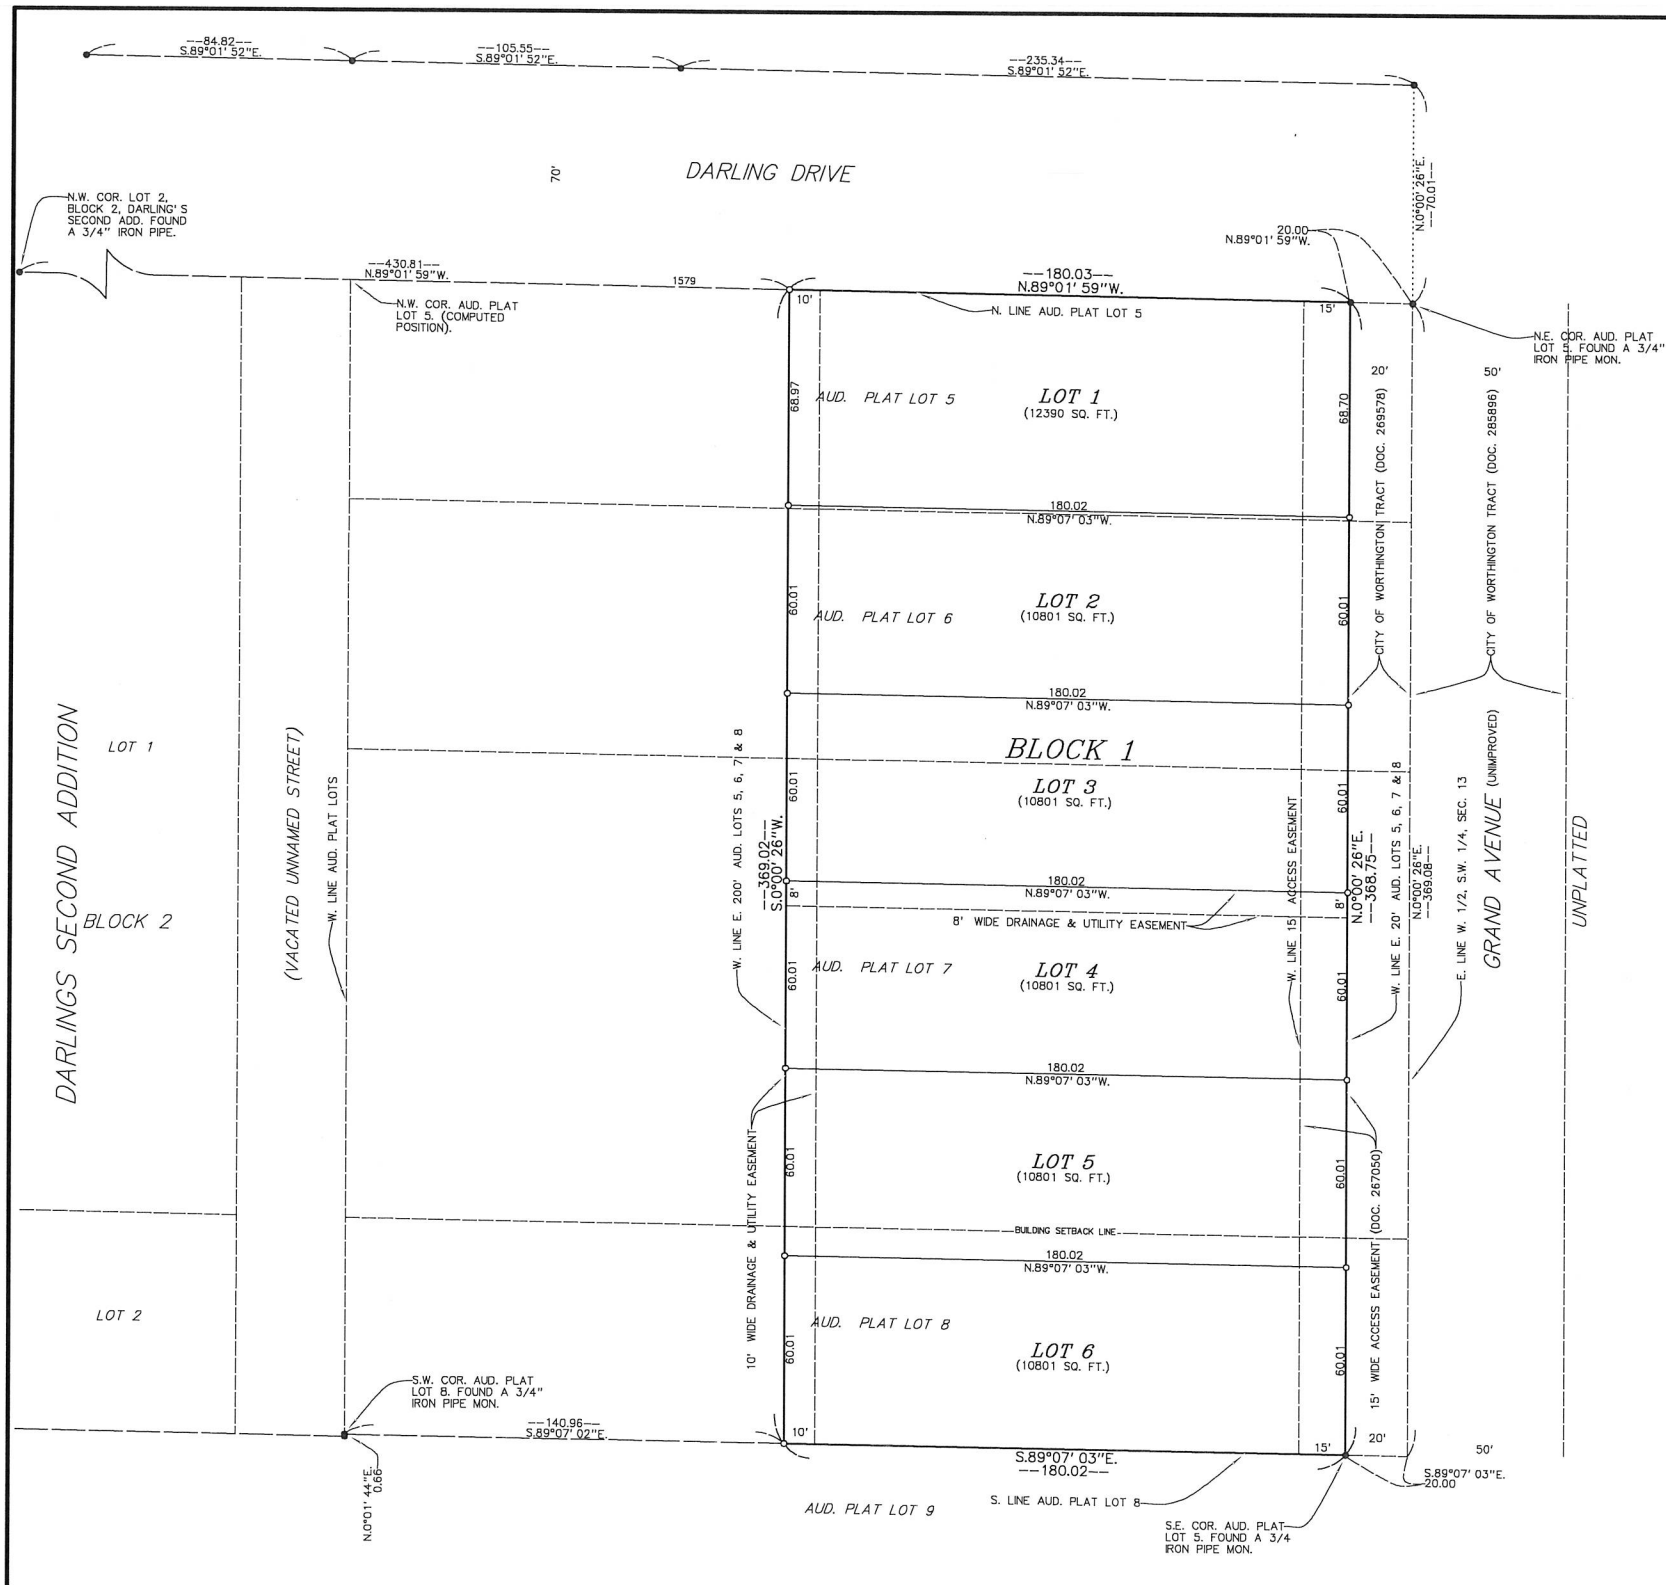 ---84.82---
S.89°01'52"E.
---105.55---
S.89°01'52"E.
---235.34---
S.89°01'52"E.
70'
DARLING DRIVE
N.0°00'26"E.
---70.01---
N.W. COR. LOT 2,
BLOCK 2, DARLING'S
SECOND ADD. FOUND
A 3/4" IRON PIPE.
20.00
N.89°01'59"W.
---430.81---
N.89°01'59"W.
1579
---180.03---
N.89°01'59"W.
N.W. COR. AUD. PLAT
LOT 5. (COMPUTED
POSITION).
10'
N. LINE AUD. PLAT LOT 5
15'
N.E. COR. AUD. PLAT
LOT 5. FOUND A 3/4"
IRON PIPE MON.
20'
50'
68.97
AUD. PLAT LOT 5
LOT 1
(12390 SQ. FT.)
68.70
CITY OF WORTHINGTON TRACT (DOC. 269578)
CITY OF WORTHINGTON TRACT (DOC. 285896)
180.02
N.89°07'03"W.
60.01
AUD. PLAT LOT 6
LOT 2
(10801 SQ. FT.)
60.01
180.02
N.89°07'03"W.
DARLINGS SECOND ADDITION
LOT 1
BLOCK 2
(VACATED UNNAMED STREET)
W. LINE AUD. PLAT LOTS
W. LINE E. 200' AUD. LOTS 5, 6, 7 & 8
BLOCK 1
60.01
LOT 3
(10801 SQ. FT.)
60.01
---369.02---
S.0°00'26"W.
W. LINE 15' ACCESS EASEMENT
N.0°00'26"E.
---368.75---
W. LINE E. 20' AUD. LOTS 5, 6, 7 & 8
N.0°00'26"E.
---369.08---
E. LINE W. 1/2, S.W. 1/4, SEC. 13
GRAND AVENUE (UNIMPROVED)
UNPLATTED
180.02
N.89°07'03"W.
8'
8'
8' WIDE DRAINAGE & UTILITY EASEMENT
60.01
AUD. PLAT LOT 7
LOT 4
(10801 SQ. FT.)
60.01
180.02
N.89°07'03"W.
10' WIDE DRAINAGE & UTILITY EASEMENT
60.01
LOT 5
(10801 SQ. FT.)
60.01
15' WIDE ACCESS EASEMENT (DOC. 267050)
BUILDING SETBACK LINE
180.02
N.89°07'03"W.
LOT 2
60.01
AUD. PLAT LOT 8
LOT 6
(10801 SQ. FT.)
60.01
S.W. COR. AUD. PLAT
LOT 8. FOUND A 3/4"
IRON PIPE MON.
---140.96---
S.89°07'02"E.
10'
15'
20'
50'
S.89°07'03"E.
---180.02---
S.89°07'03"E.
20.00
N.0°01'44"E.
0.66
AUD. PLAT LOT 9
S. LINE AUD. PLAT LOT 8
S.E. COR. AUD. PLAT
LOT 5. FOUND A 3/4
IRON PIPE MON.